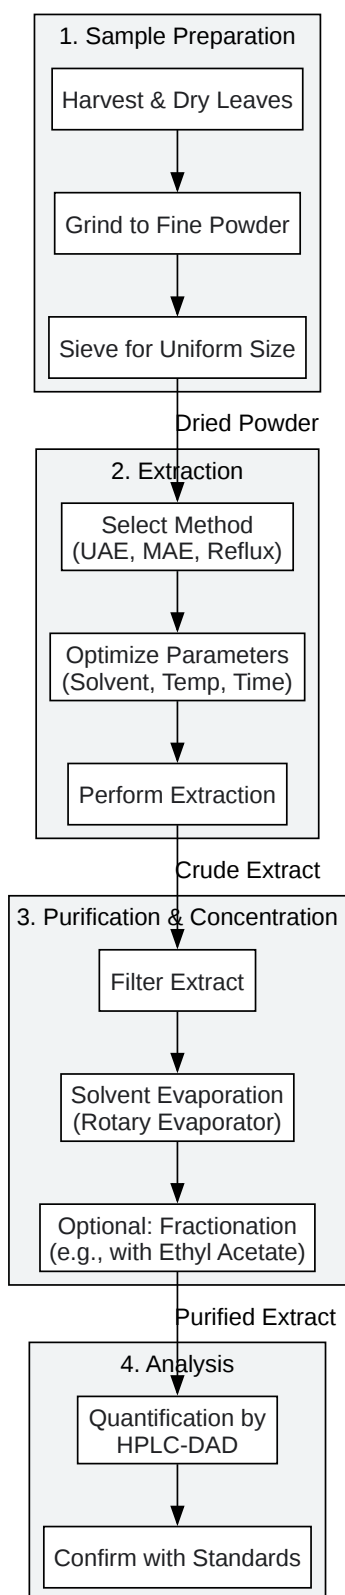 1. Sample Preparation
Harvest & Dry Leaves
Grind to Fine Powder
Sieve for Uniform Size
Dried Powder
2. Extraction
Select Method
(UAE, MAE, Reflux)
Optimize Parameters
(Solvent, Temp, Time)
Perform Extraction
Crude Extract
3. Purification & Concentration
Filter Extract
Solvent Evaporation
(Rotary Evaporator)
Optional: Fractionation
(e.g., with Ethyl Acetate)
Purified Extract
4. Analysis
Quantification by
HPLC-DAD
Confirm with Standards